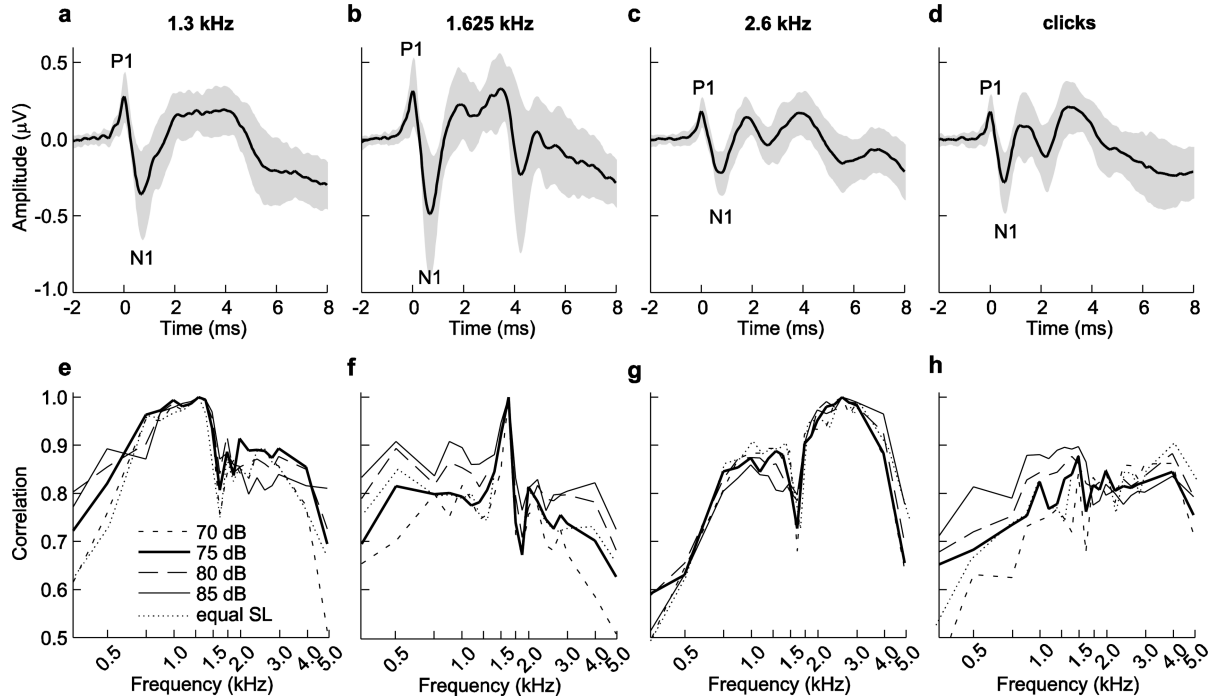 a 1.3 kHz
b 1.625 kHz
c 2.6 kHz
d clicks
P1
P1
P1
P1
N1
N1
N1
N1
Amplitude (μV)
0.5
0.0
-0.5
-1.0
-2 0 2 4 6 8
-2 0 2 4 6 8
-2 0 2 4 6 8
-2 0 2 4 6 8
Time (ms)
Time (ms)
Time (ms)
Time (ms)
e
f
g
h
Correlation
1.0
0.9
0.8
0.7
0.6
0.5
70 dB
75 dB
80 dB
85 dB
equal SL
0.5 1.0 1.5 2.0 3.0 4.0 5.0
0.5 1.0 1.5 2.0 3.0 4.0 5.0
0.5 1.0 1.5 2.0 3.0 4.0 5.0
0.5 1.0 1.5 2.0 3.0 4.0 5.0
Frequency (kHz)
Frequency (kHz)
Frequency (kHz)
Frequency (kHz)